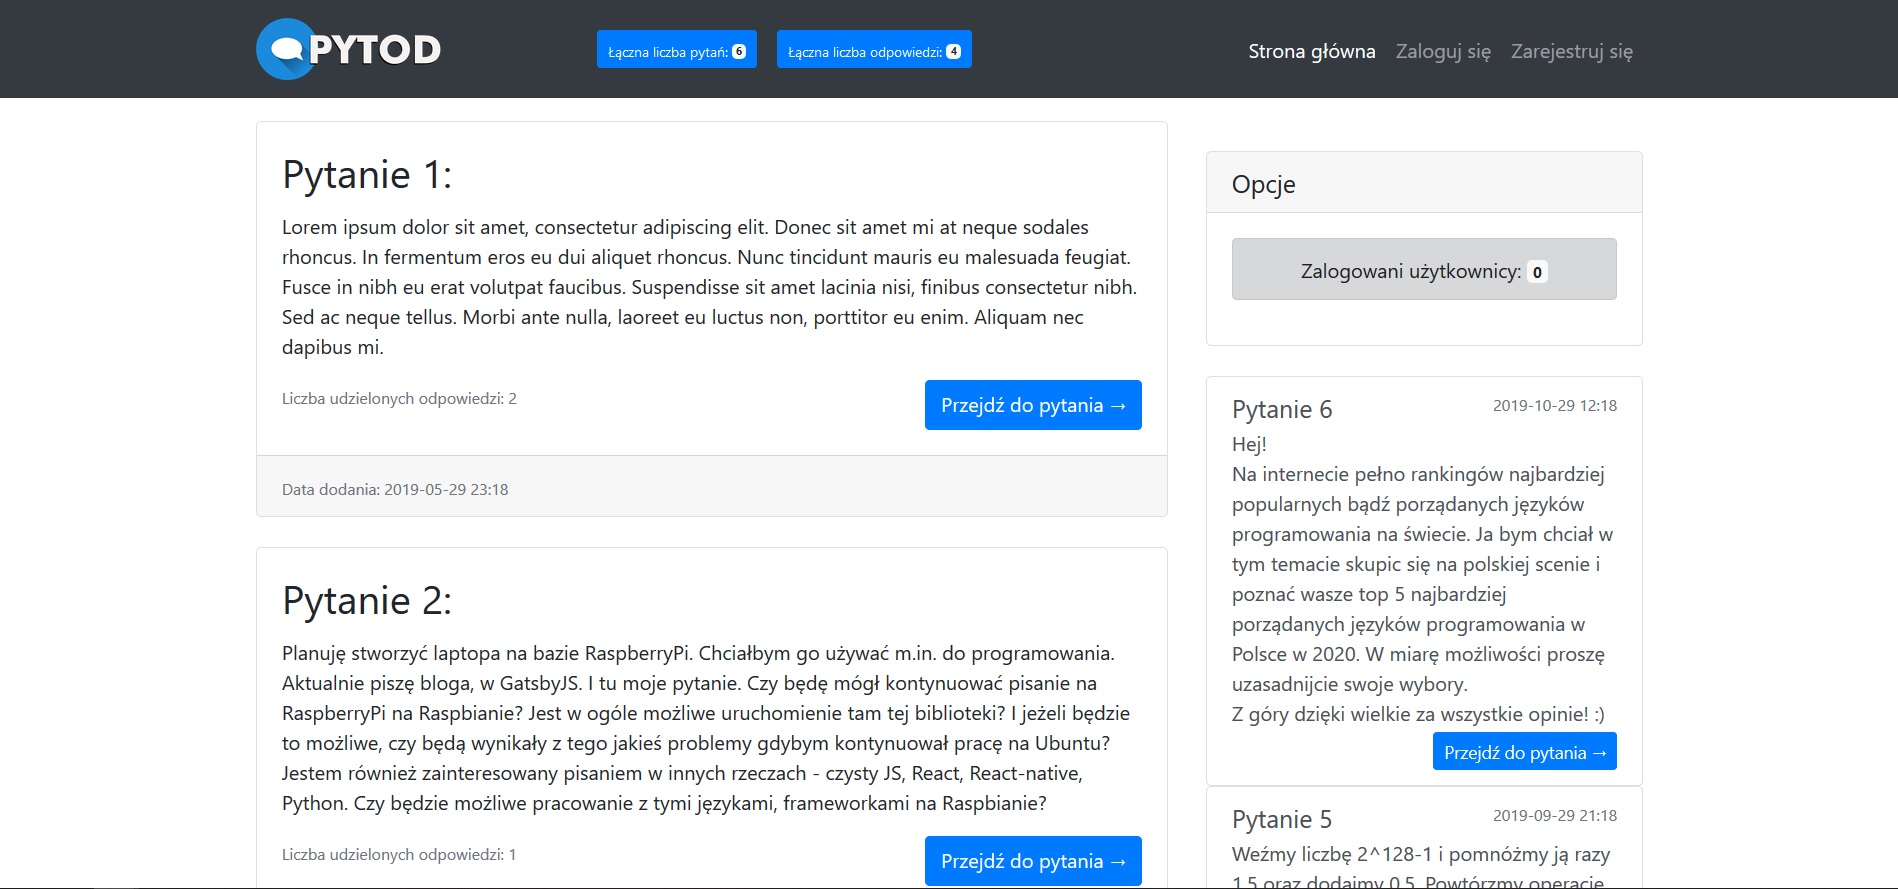 PYTOD
Łączna liczba pytań: 6
Łączna liczba odpowiedzi: 4
Strona główna Zaloguj się Zarejestruj się
Pytanie 1:
Lorem ipsum dolor sit amet, consectetur adipiscing elit. Donec sit amet mi at neque sodales
rhoncus. In fermentum eros eu dui aliquet rhoncus. Nunc tincidunt mauris eu malesuada feugiat.
Fusce in nibh eu erat volutpat faucibus. Suspendisse sit amet lacinia nisi, finibus consectetur nibh.
Sed ac neque tellus. Morbi ante nulla, laoreet eu luctus non, porttitor eu enim. Aliquam nec
dapibus mi.
Liczba udzielonych odpowiedzi: 2
Przejdź do pytania →
Data dodania: 2019-05-29 23:18
Pytanie 2:
Planuję stworzyć laptopa na bazie RaspberryPi. Chciałbym go używać m.in. do programowania.
Aktualnie piszę bloga, w GatsbyJS. I tu moje pytanie. Czy będę mógł kontynuować pisanie na
RaspberryPi na Raspbianie? Jest w ogóle możliwe uruchomienie tam tej biblioteki? I jeżeli będzie
to możliwe, czy będą wynikały z tego jakieś problemy gdybym kontynuował pracę na Ubuntu?
Jestem również zainteresowany pisaniem w innych rzeczach - czysty JS, React, React-native,
Python. Czy będzie możliwe pracowanie z tymi językami, frameworkami na Raspbianie?
Liczba udzielonych odpowiedzi: 1
Przejdź do pytania →
Opcje
Zalogowani użytkownicy: 0
Pytanie 6
2019-10-29 12:18
Hej!
Na internecie pełno rankingów najbardziej
popularnych bądź porządanych języków
programowania na świecie. Ja bym chciał w
tym temacie skupic się na polskiej scenie i
poznać wasze top 5 najbardziej
porządanych języków programowania w
Polsce w 2020. W miarę możliwości proszę
uzasadnijcie swoje wybory.
Z góry dzięki wielkie za wszystkie opinie! :)
Przejdź do pytania →
Pytanie 5
2019-09-29 21:18
Weźmy liczbę 2^128-1 i pomnóżmy ją razy
1.5 oraz dodajmy 0.5. Powtórzmy operację